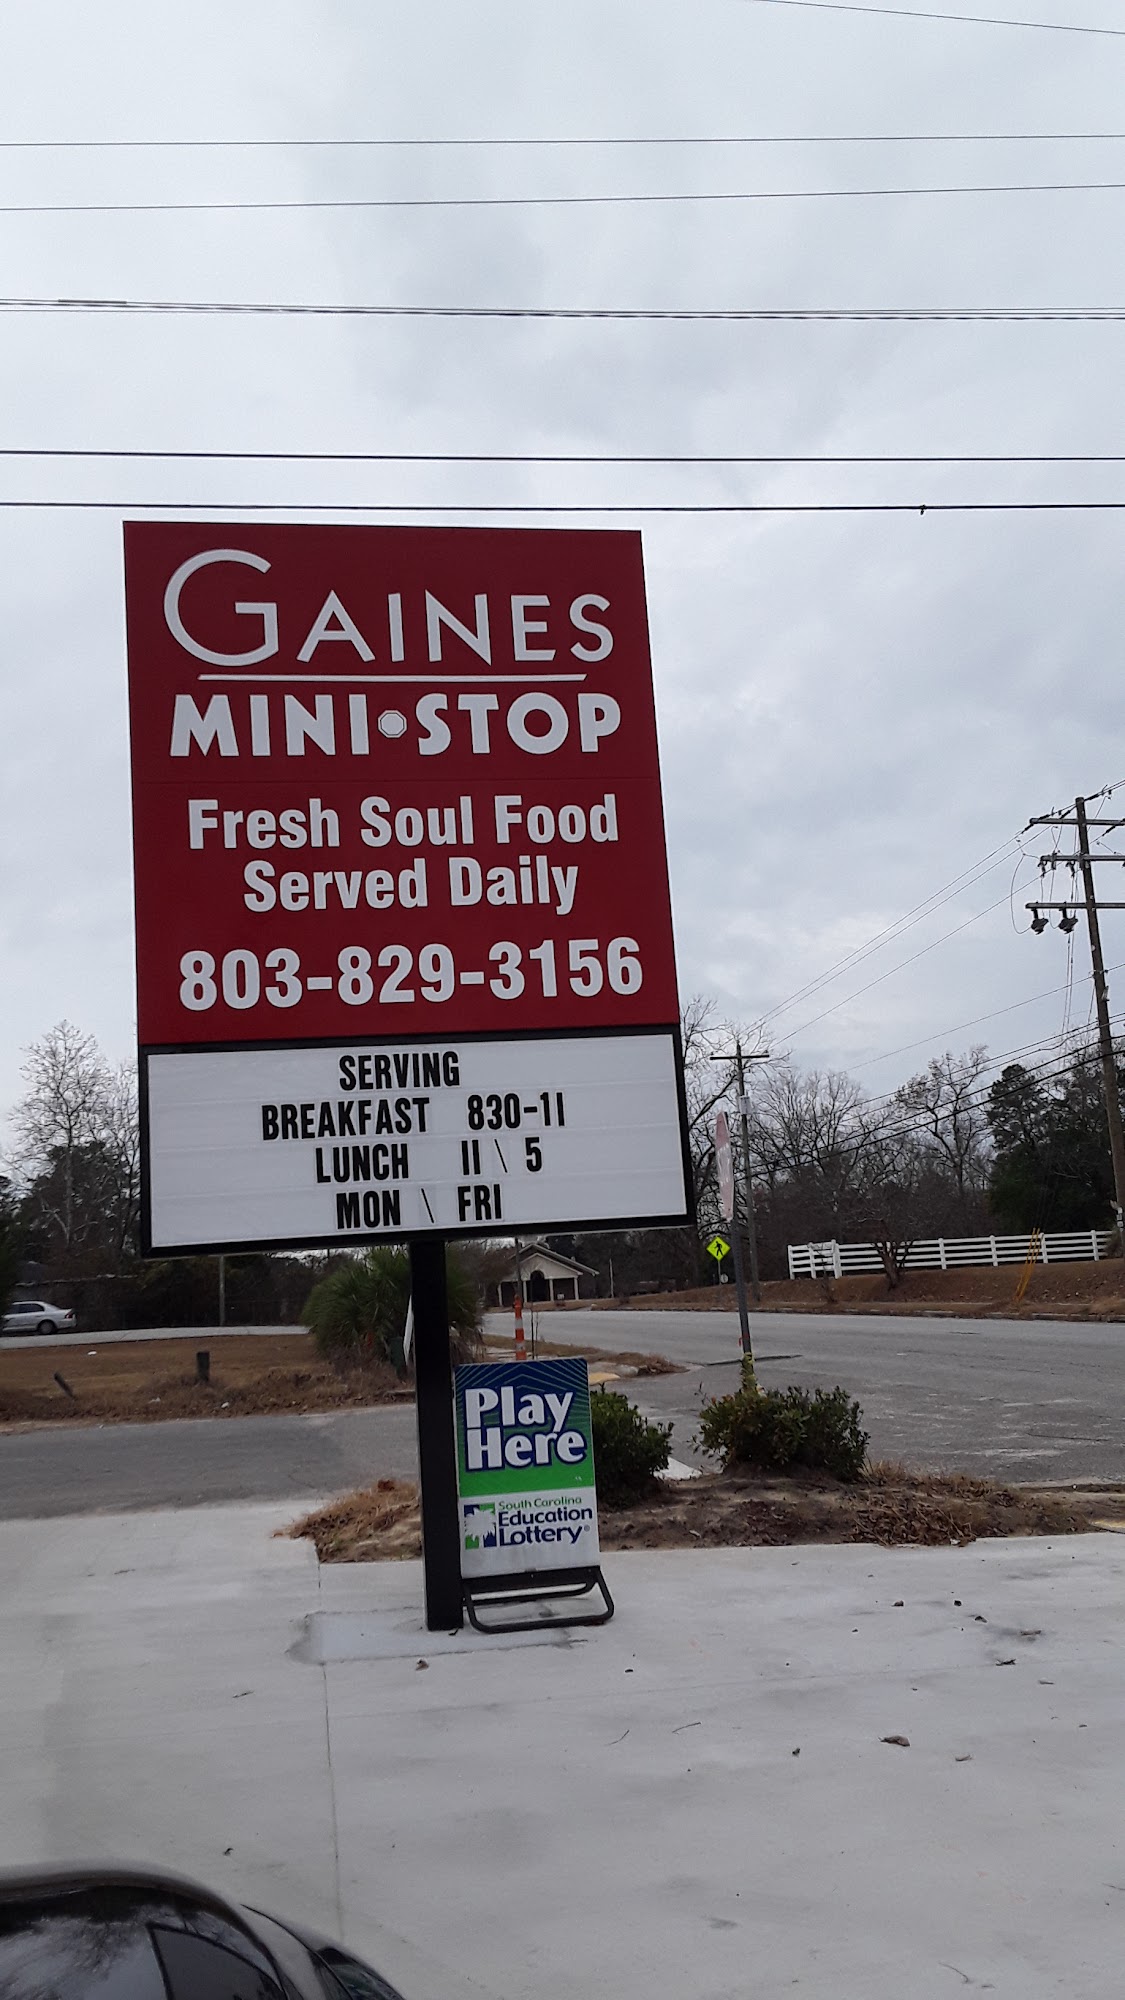 GAINES
MINI STOP
Fresh Soul Food
Served Daily
803-829-3156
SERVING
BREAKFAST 830-11
LUNCH 11 \ 5
MON \ FRI
Play
Here
South Carolina
Education
Lottery®